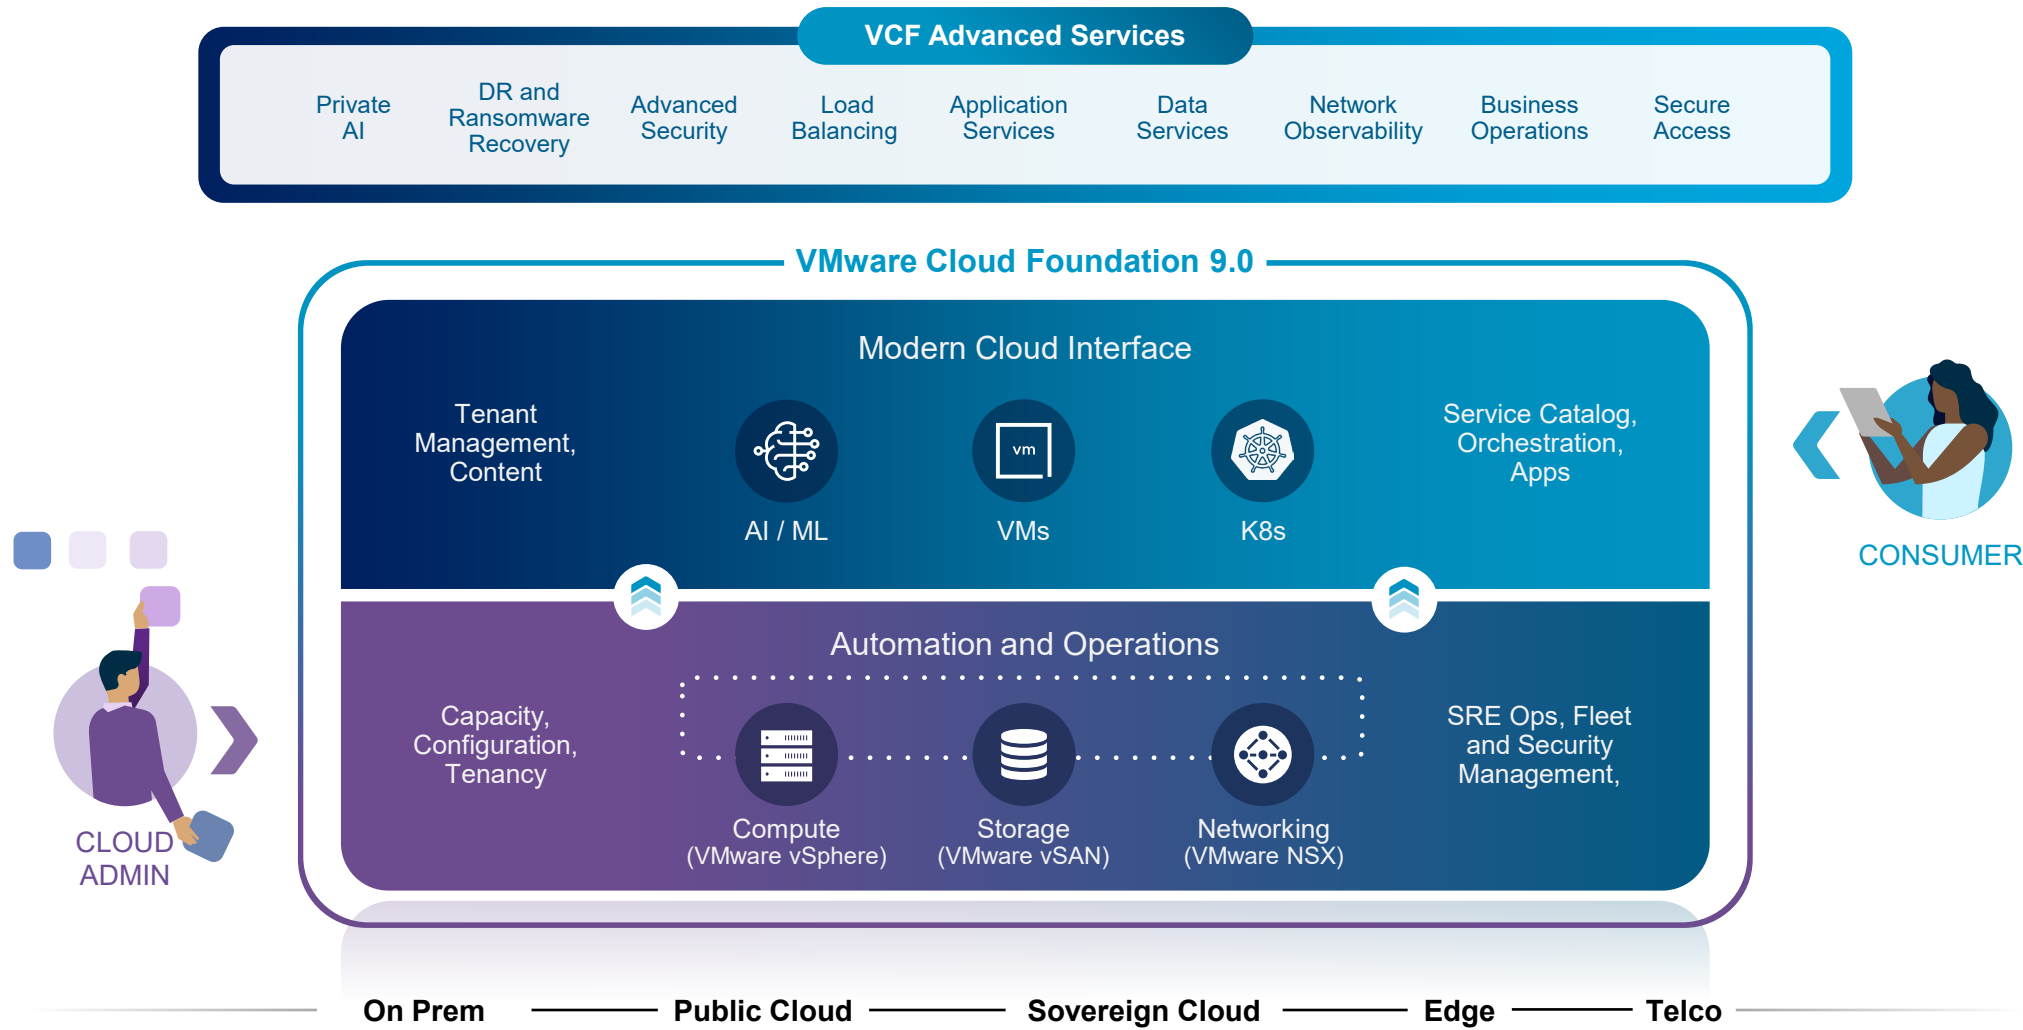 VCF Advanced Services
Private
AI
DR and
Ransomware
Recovery
Advanced
Security
Load
Balancing
Application
Services
Data
Services
Network
Observability
Business
Operations
Secure
Access
VMware Cloud Foundation 9.0
Modern Cloud Interface
Tenant
Management,
Content
vm
AI / ML
VMs
K8s
Service Catalog,
Orchestration,
Apps
CONSUMER
Automation and Operations
Capacity,
Configuration,
Tenancy
Compute
(VMware vSphere)
Storage
(VMware vSAN)
Networking
(VMware NSX)
SRE Ops, Fleet
and Security
Management,
CLOUD
ADMIN
On Prem
Public Cloud
Sovereign Cloud
Edge
Telco